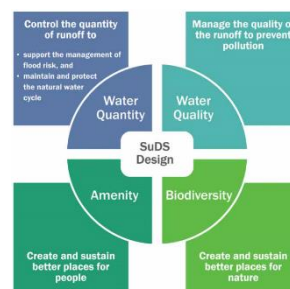 Control the quantity
of runoff to
• support the management of
flood risk, and
• maintain and protect
the natural water
cycle
Manage the quality of
the runoff to prevent
pollution
Water
Quantity
Water
Quality
SuDS
Design
Amenity
Biodiversity
Create and sustain
better places for
people
Create and sustain
better places for
nature